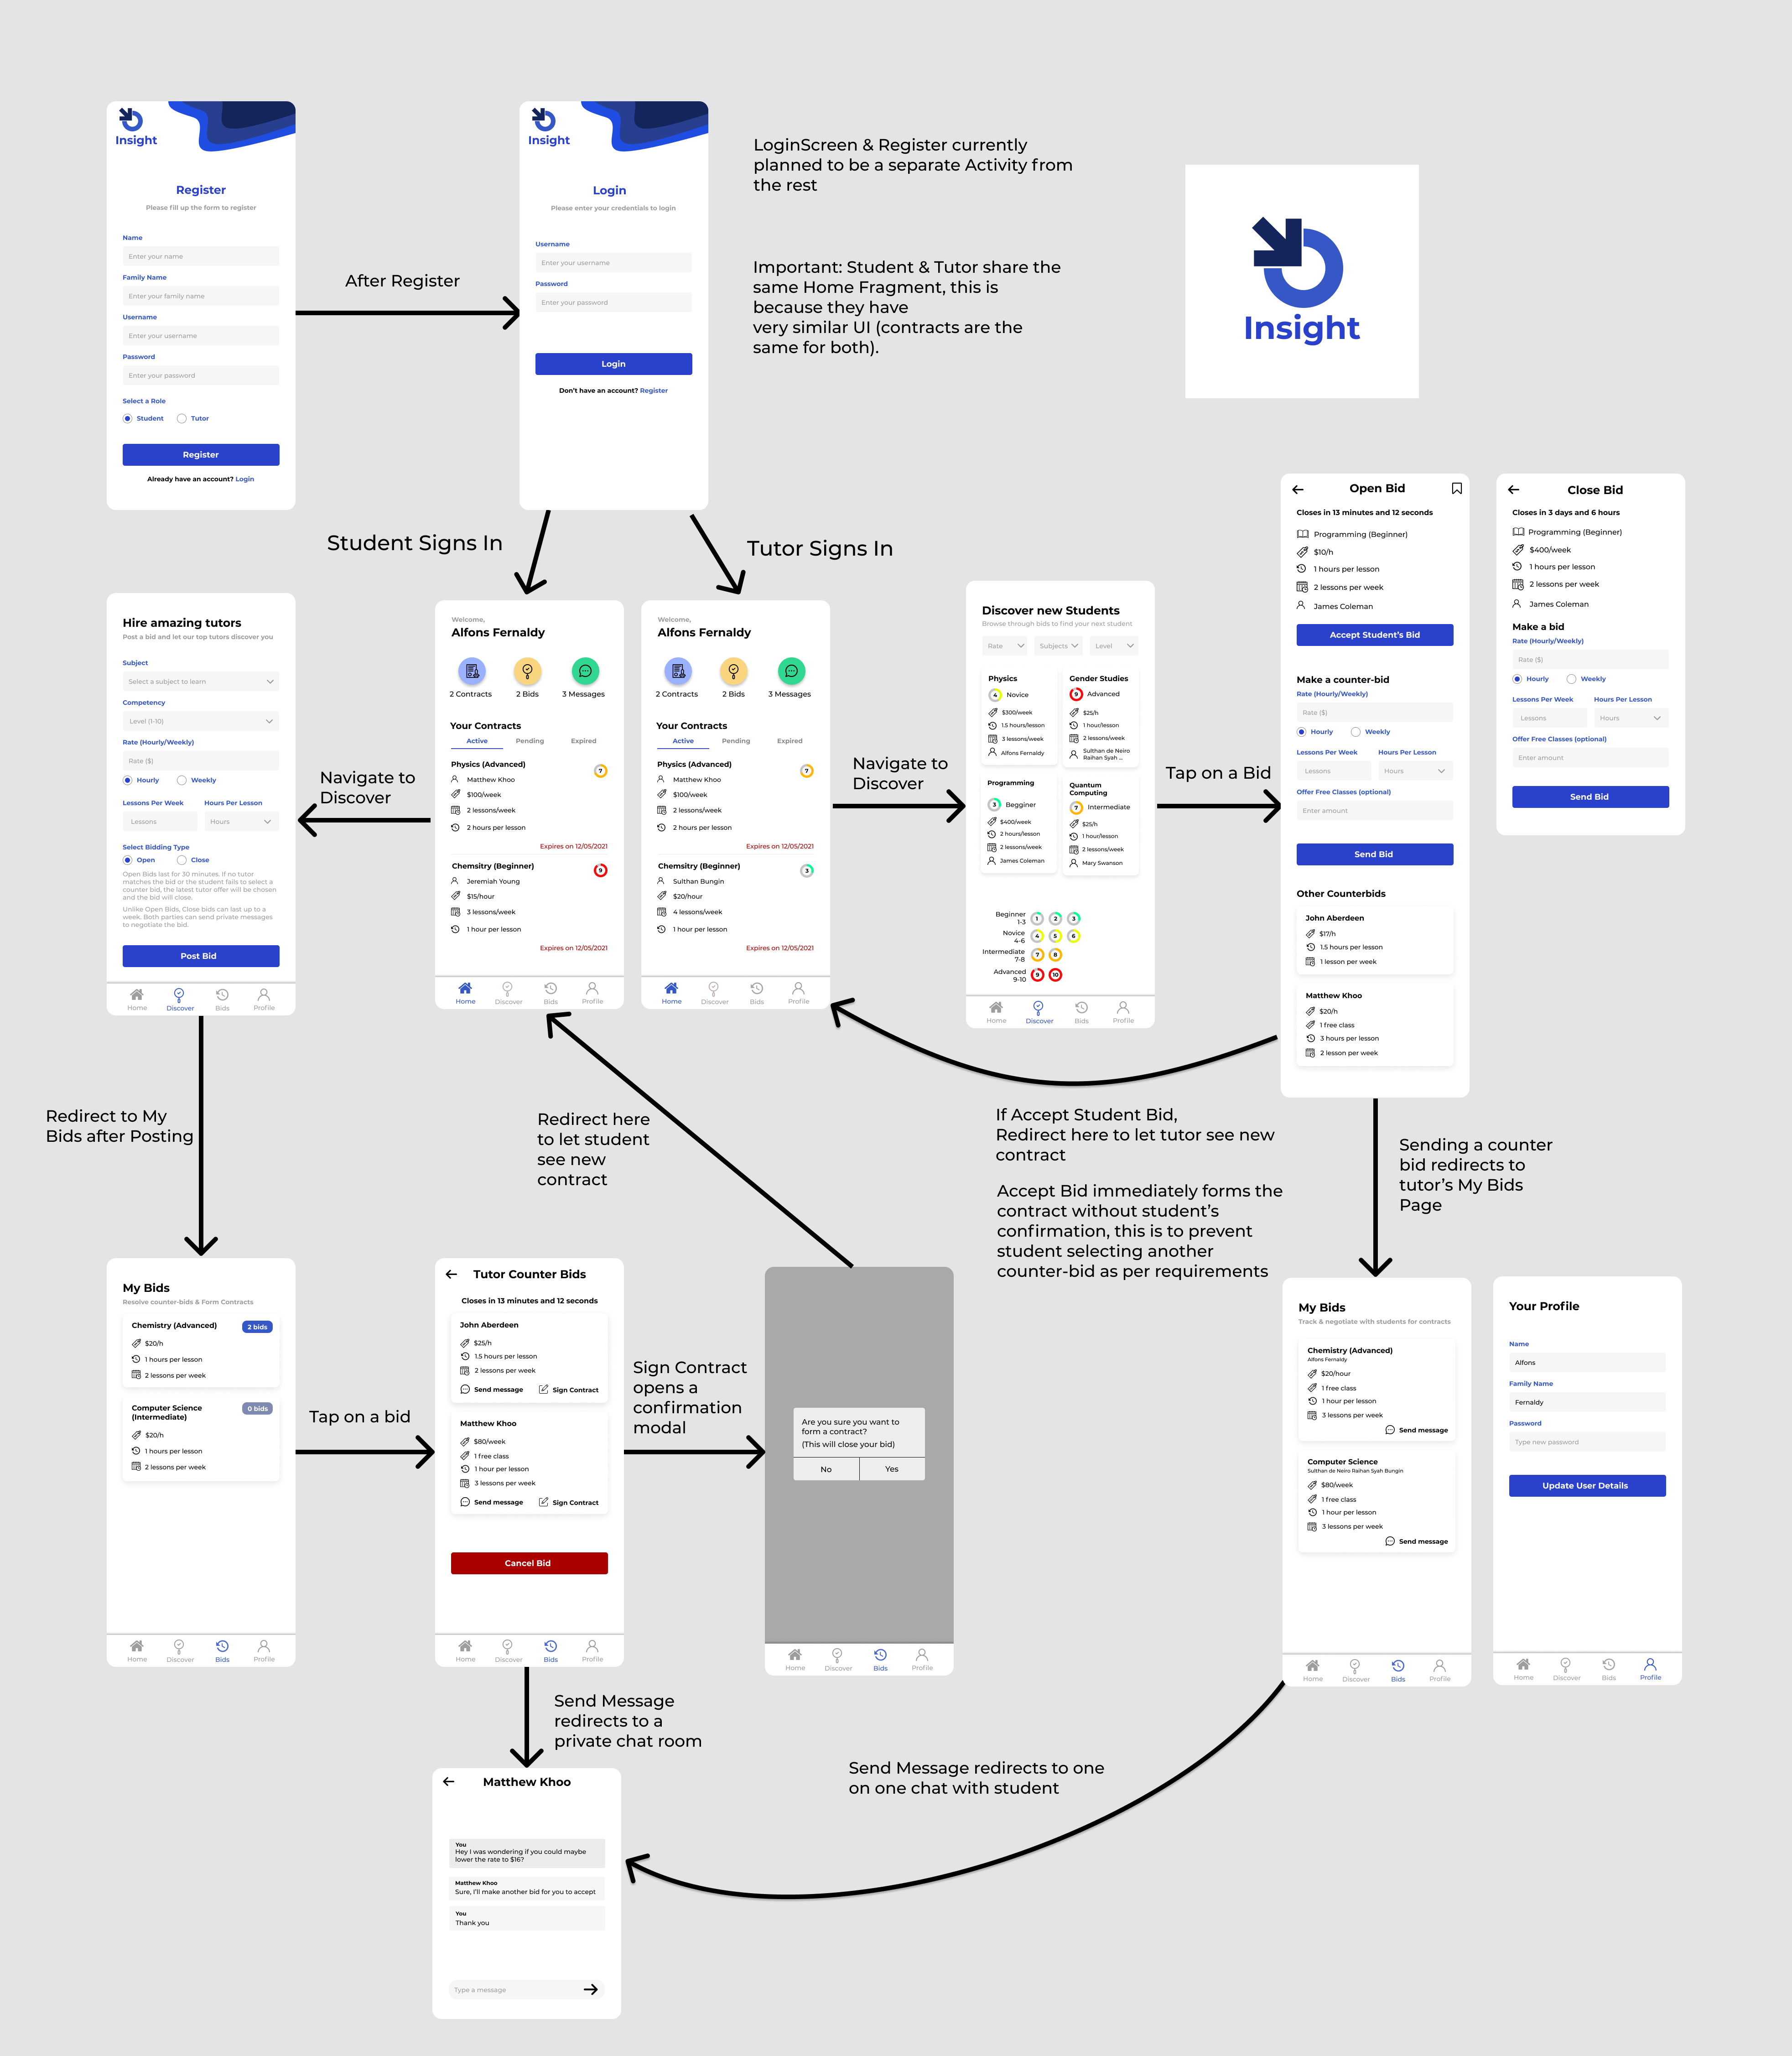 Insight
Register
Please fill up the form to register
Name
Enter your name
Family Name
Enter your family name
Username
Enter your username
Password
Enter your password
Select a Role
Student Tutor
Register
Already have an account? Login
After Register
Insight
Login
Please enter your credentials to login
Username
Enter your username
Password
Enter your password
Login
Don't have an account? Register
LoginScreen & Register currently
planned to be a separate Activity from
the rest
Important: Student & Tutor share the
same Home Fragment, this is
because they have
very similar UI (contracts are the
same for both).
Insight
Student Signs In
Tutor Signs In
Hire amazing tutors
Post a bid and let our top tutors discover you
Subject
Select a subject to learn
Competency
Level (1-10)
Rate (Hourly/Weekly)
Rate ($)
Hourly Weekly
Lessons Per Week Hours Per Lesson
Lessons Hours
Select Bidding Type
Open Close
Open Bids last for 30 minutes. If no tutor
matches the bid or the student fails to select a
counter bid, the latest tutor offer will be chosen
and the bid will close.
Unlike Open Bids, Close bids can last up to a
week. Both parties can send private messages
to negotiate the bid.
Post Bid
Home Discover Bids Profile
Navigate to
Discover
Welcome,
Alfons Fernaldy
2 Contracts 2 Bids 3 Messages
Your Contracts
Active Pending Expired
Physics (Advanced)
7
Matthew Khoo
$100/week
2 lessons/week
2 hours per lesson
Expires on 12/05/2021
Chemsitry (Beginner)
9
Jeremiah Young
$15/hour
3 lessons/week
1 hour per lesson
Expires on 12/05/2021
Home Discover Bids Profile
Welcome,
Alfons Fernaldy
2 Contracts 2 Bids 3 Messages
Your Contracts
Active Pending Expired
Physics (Advanced)
7
Matthew Khoo
$100/week
2 lessons/week
2 hours per lesson
Expires on 12/05/2021
Chemsitry (Beginner)
3
Sulthan Bungin
$20/hour
4 lessons/week
1 hour per lesson
Expires on 12/05/2021
Home Discover Bids Profile
Navigate to
Discover
Discover new Students
Browse through bids to find your next student
Rate Subjects Level
Physics
4 Novice
$300/week
1.5 hours/lesson
3 lessons/week
Alfons Fernaldy
Gender Studies
9 Advanced
$25/h
1 hour/lesson
2 lessons/week
Sulthan de Neiro
Raihan Syah ...
Programming
3 Begginer
$400/week
2 hours/lesson
2 lessons/week
James Coleman
Quantum
Computing
7 Intermediate
$25/h
1 hour/lesson
2 lessons/week
Mary Swanson
Beginner
1-3
1 2 3
Novice
4-6
4 5 6
Intermediate
7-8
7 8
Advanced
9-10
9 10
Home Discover Bids Profile
Tap on a Bid
Open Bid
Closes in 13 minutes and 12 seconds
Programming (Beginner)
$10/h
1 hours per lesson
2 lessons per week
James Coleman
Accept Student's Bid
Make a counter-bid
Rate (Hourly/Weekly)
Rate ($)
Hourly Weekly
Lessons Per Week Hours Per Lesson
Lessons Hours
Offer Free Classes (optional)
Enter amount
Send Bid
Other Counterbids
John Aberdeen
$17/h
1.5 hours per lesson
1 lesson per week
Matthew Khoo
$20/h
1 free class
3 hours per lesson
2 lesson per week
Close Bid
Closes in 3 days and 6 hours
Programming (Beginner)
$400/week
1 hours per lesson
2 lessons per week
James Coleman
Make a bid
Rate (Hourly/Weekly)
Rate ($)
Hourly Weekly
Lessons Per Week Hours Per Lesson
Lessons Hours
Offer Free Classes (optional)
Enter amount
Send Bid
Redirect to My
Bids after Posting
Redirect here
to let student
see new
contract
If Accept Student Bid,
Redirect here to let tutor see new
contract
Accept Bid immediately forms the
contract without student's
confirmation, this is to prevent
student selecting another
counter-bid as per requirements
Sending a counter
bid redirects to
tutor's My Bids
Page
My Bids
Resolve counter-bids & Form Contracts
Chemistry (Advanced) 2 bids
$20/h
1 hours per lesson
2 lessons per week
Computer Science
(Intermediate)
0 bids
$20/h
1 hours per lesson
2 lessons per week
Home Discover Bids Profile
Tap on a bid
Tutor Counter Bids
Closes in 13 minutes and 12 seconds
John Aberdeen
$25/h
1.5 hours per lesson
2 lessons per week
Send message Sign Contract
Matthew Khoo
$80/week
1 free class
1 hour per lesson
3 lessons per week
Send message Sign Contract
Cancel Bid
Home Discover Bids Profile
Sign Contract
opens a
confirmation
modal
Are you sure you want to
form a contract?
(This will close your bid)
No Yes
Home Discover Bids Profile
My Bids
Track & negotiate with students for contracts
Chemistry (Advanced)
Alfons Fernaldy
$20/hour
1 free class
1 hour per lesson
3 lessons per week
Send message
Computer Science
Sulthan de Neiro Raihan Syah Bungin
$80/week
1 free class
1 hour per lesson
3 lessons per week
Send message
Home Discover Bids Profile
Your Profile
Name
Alfons
Family Name
Fernaldy
Password
Type new password
Update User Details
Home Discover Bids Profile
Send Message
redirects to a
private chat room
Send Message redirects to one
on one chat with student
Matthew Khoo
You
Hey I was wondering if you could maybe
lower the rate to $16?
Matthew Khoo
Sure, I'll make another bid for you to accept
You
Thank you
Type a message